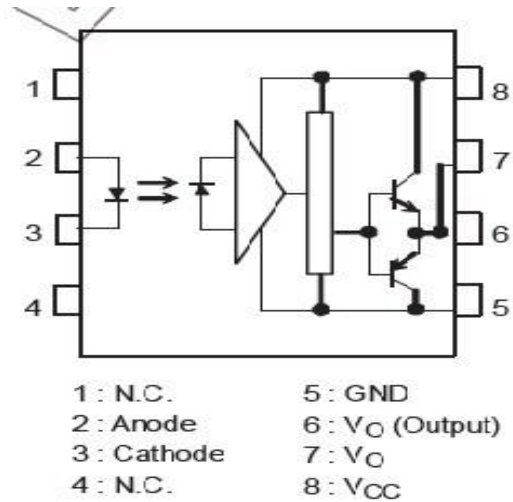 1
2
3
4
8
7
6
5
1 : N.C.
2 : Anode
3 : Cathode
4 : N.C.
5 : GND
6 : VO (Output)
7 : VO
8 : VCC